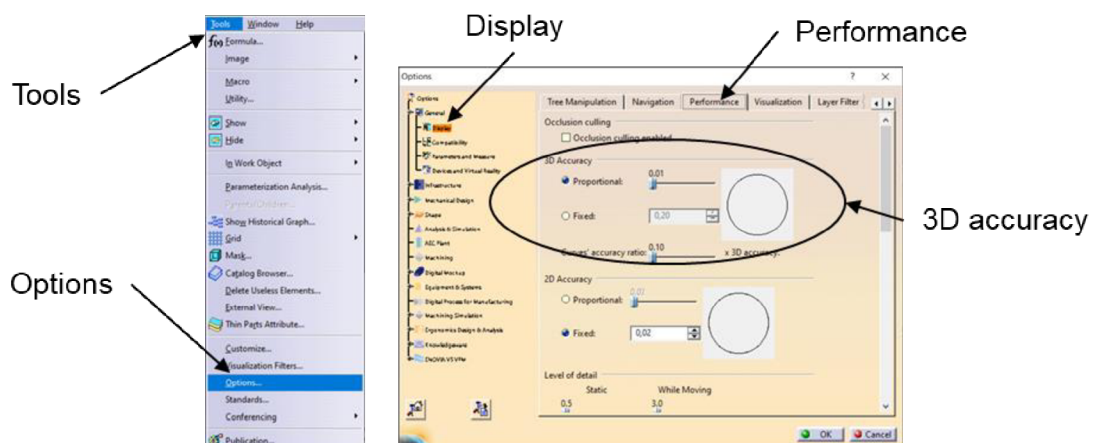 Display
Performance
Tools
Options
3D accuracy
Tools Window Help
f(x) Formula...
Image
Macro
Utility...
Show
Hide
In Work Object
Parameterization Analysis...
Parents/Children...
Show Historical Graph...
Grid
Mask...
Catalog Browser...
Delete Useless Elements...
External View...
Thin Parts Attribute...
Customize...
Visualization Filters...
Options...
Standards...
Conferencing
Publication...
Options ? ×
Options
General
Display
Compatibility
Parameters and Measure
Devices and Virtual Reality
Infrastructure
Mechanical Design
Shape
Analysis & Simulation
AEC Plant
Machining
Digital Mockup
Equipment & Systems
Digital Process for Manufacturing
Machining Simulation
Ergonomics Design & Analysis
Knowledgeware
ENOVIA V5 VPM
Tree Manipulation Navigation Performance Visualization Layer Filter
Occlusion culling
Occlusion culling enabled
3D Accuracy
0.01
Proportional:
Fixed: 0,20
Curves' accuracy ratio: 0.10 x 3D accuracy.
2D Accuracy
0.01
Proportional:
Fixed: 0,02
Level of detail
Static While Moving
0.5 3.0
OK Cancel